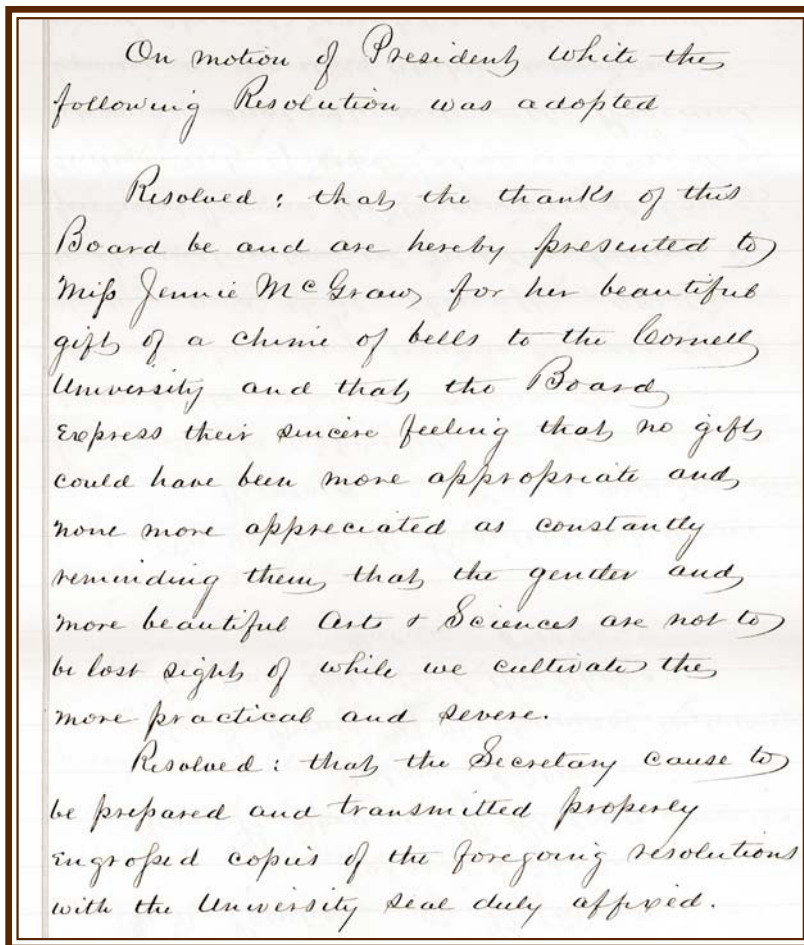 On motion of President White the
following Resolution was adopted
Resolved : that the thanks of this
Board be and are hereby presented to
Miss Jennie McGraw for her beautiful
gift of a chime of bells to the Cornell
University and that the Board
Express their sincere feeling that no gift
could have been more appropriate and
none more appreciated as constantly
reminding them that the gender and
more beautiful Arts & Sciences are not to
be lost sight of while we cultivate the
more practical and severe.
Resolved : that the Secretary cause to
be prepared and transmitted properly
Engrossed copies of the foregoing resolutions
with the University seal duly affixed.